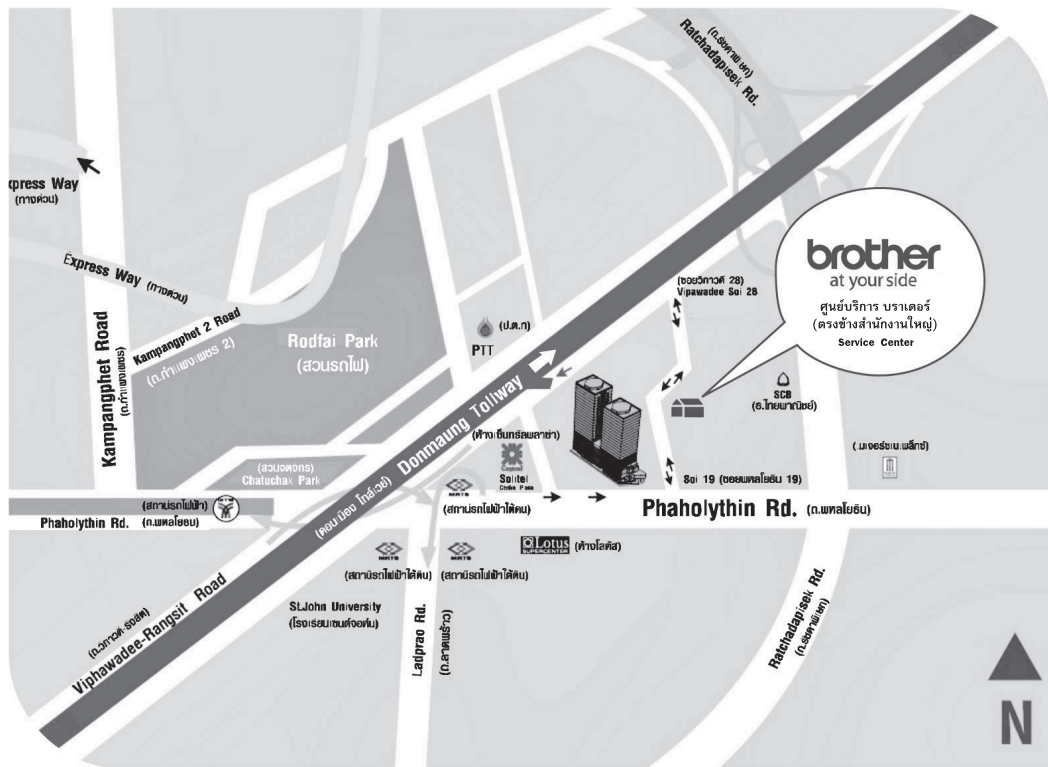 (ถ.รัชดาภิเษก)
Ratchadapisek Rd.
xpress Way
(ทางด่วน)
brother
at your side
ศูนย์บริการ บราเดอร์
(ตรงข้ามสำนักงานใหญ่)
Service Center
Express Way (ทางด่วน)
(ซอยวิภาวดี 28)
Vipawadee Soi 28
Kampangphet Road
(ถ.กำแพงเพชร)
Kampangphet 2 Road
(ถ.กำแพงเพชร 2)
Rodfai Park
(สวนรถไฟ)
(ป.ต.ท)
PTT
SCB
(ธ.ไทยพาณิชย์)
Donmaung Tollway
(ดอนเมือง โทล์เวย์)
(ห้างเซ็นทรัลพลาซ่า)
(สวนจตุจักร)
Chatuchak Park
Sofitel
Soi 19 (ซอยพหลโยธิน 19)
(สถานีรถไฟฟ้า)
MRTS
(สถานีรถไฟฟ้าใต้ดิน)
Phaholythin Rd. (ถ.พหลโยธิน)
Phaholythin Rd. (ถ.พหลโยธิน)
Lotus
SUPERCENTER
(ห้างโลตัส)
MRTS
MRTS
(สถานีรถไฟฟ้าใต้ดิน)
(สถานีรถไฟฟ้าใต้ดิน)
St.John University
(โรงเรียนเซนต์จอห์น)
(ถ.วิภาวดี-รังสิต)
Viphawadee-Rangsit Road
Ladprao Rd.
(ถ.ลาดพร้าว)
Ratchadapisek Rd.
(ถ.รัชดาภิเษก)
N